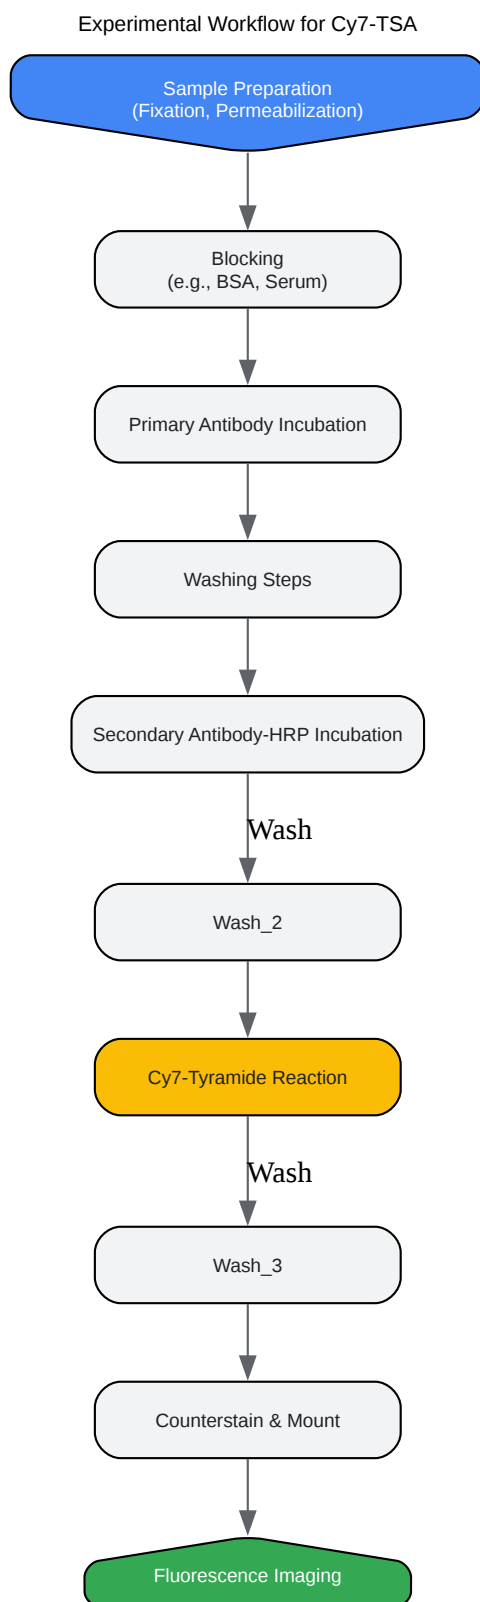 Experimental Workflow for Cy7-TSA
Sample Preparation
(Fixation, Permeabilization)
Blocking
(e.g., BSA, Serum)
Primary Antibody Incubation
Washing Steps
Secondary Antibody-HRP Incubation
Wash
Wash_2
Cy7-Tyramide Reaction
Wash
Wash_3
Counterstain & Mount
Fluorescence Imaging